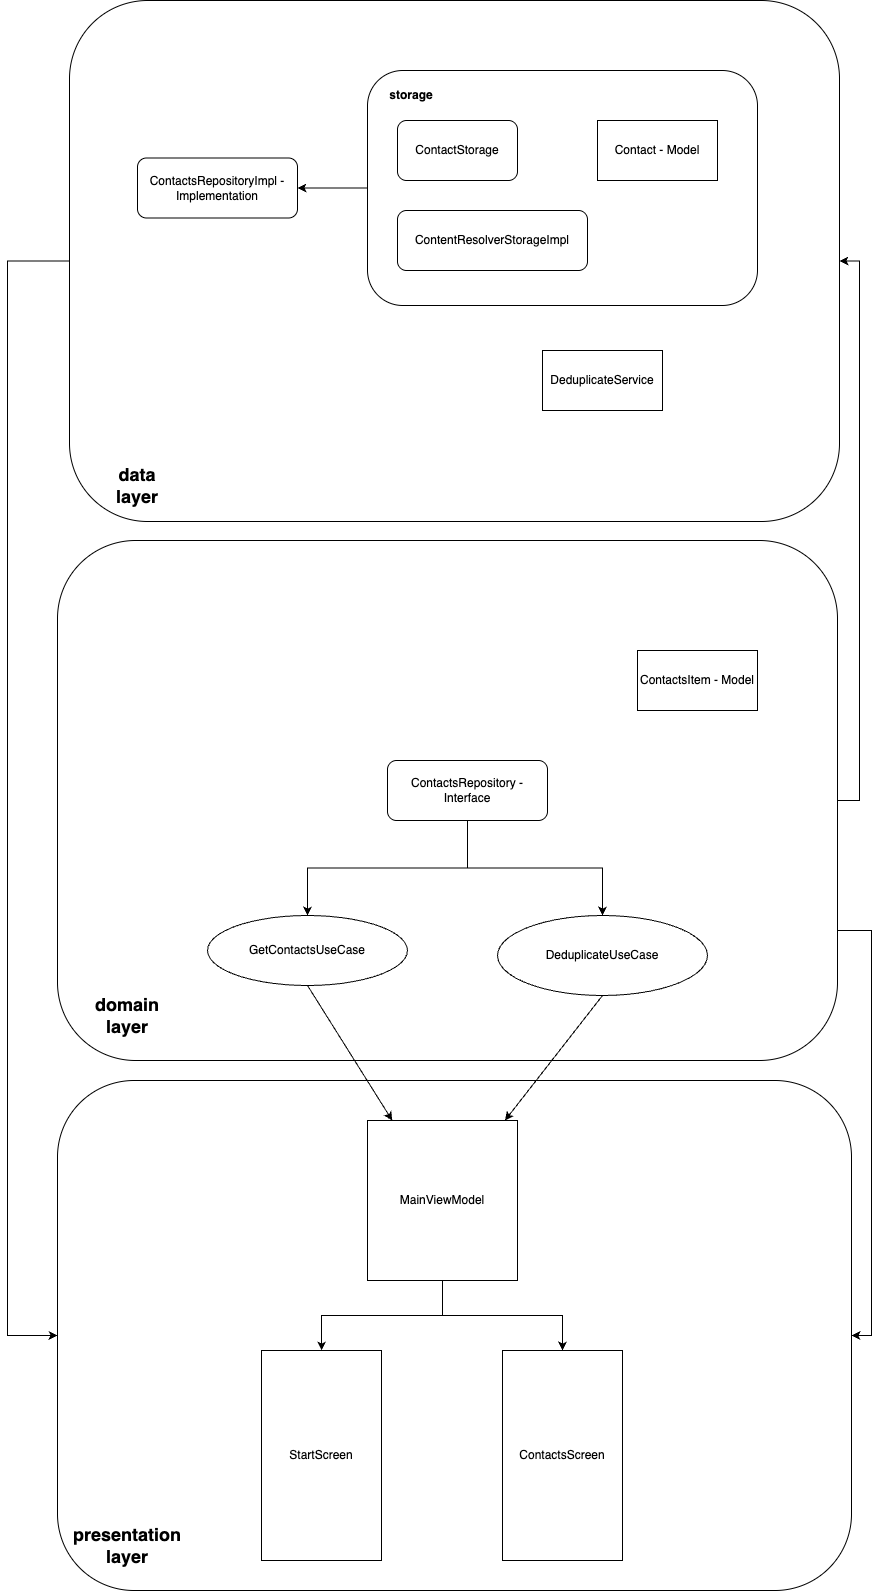 storage
ContactStorage
Contact - Model
ContactsRepositoryImpl -
Implementation
ContentResolverStorageImpl
DeduplicateService
data
layer
ContactsItem - Model
ContactsRepository -
Interface
GetContactsUseCase
DeduplicateUseCase
domain
layer
MainViewModel
StartScreen
ContactsScreen
presentation
layer